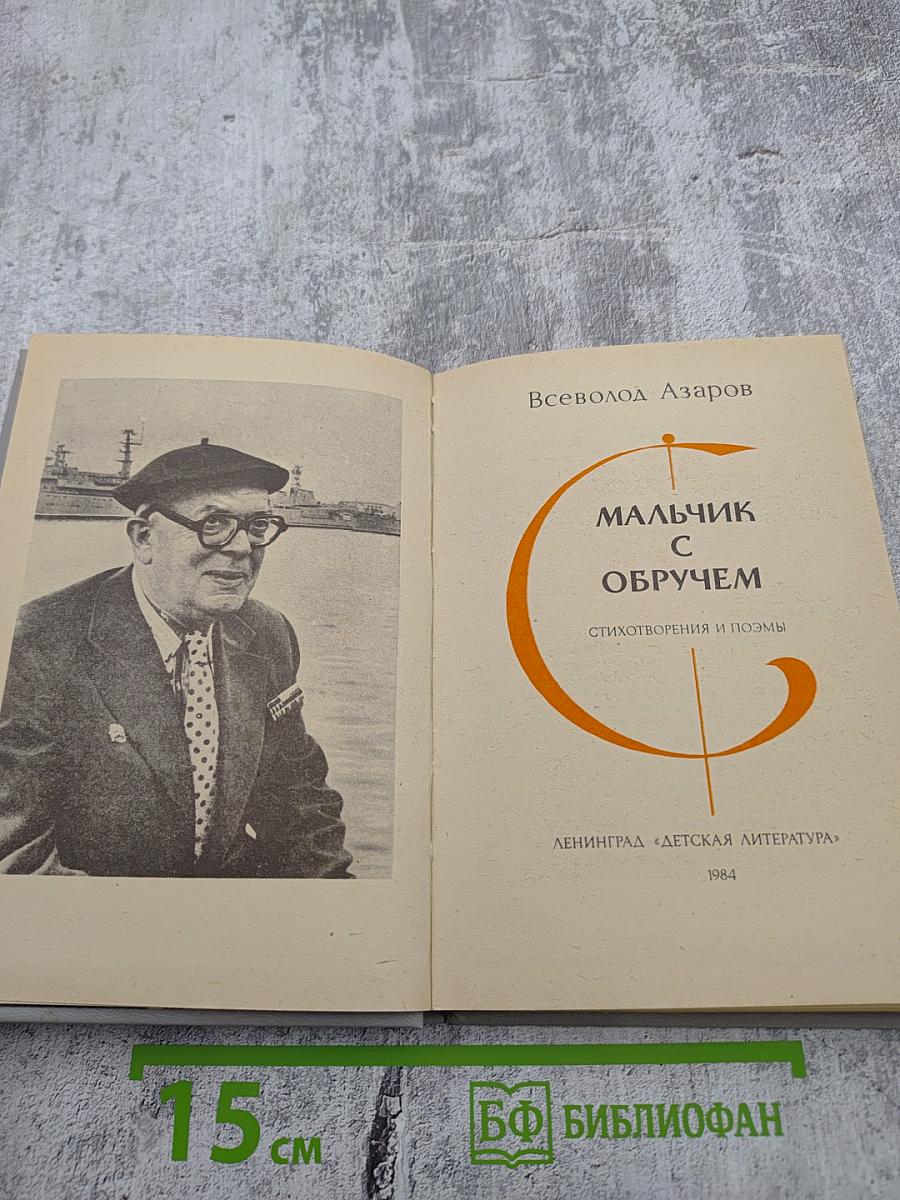 Всеволод Азаров
МАЛЬЧИК
С
ОБРУЧЕМ
СТИХОТВОРЕНИЯ И ПОЭМЫ
ЛЕНИНГРАД «ДЕТСКАЯ ЛИТЕРАТУРА»
1984
15 см
БФ БИБЛИОФАН